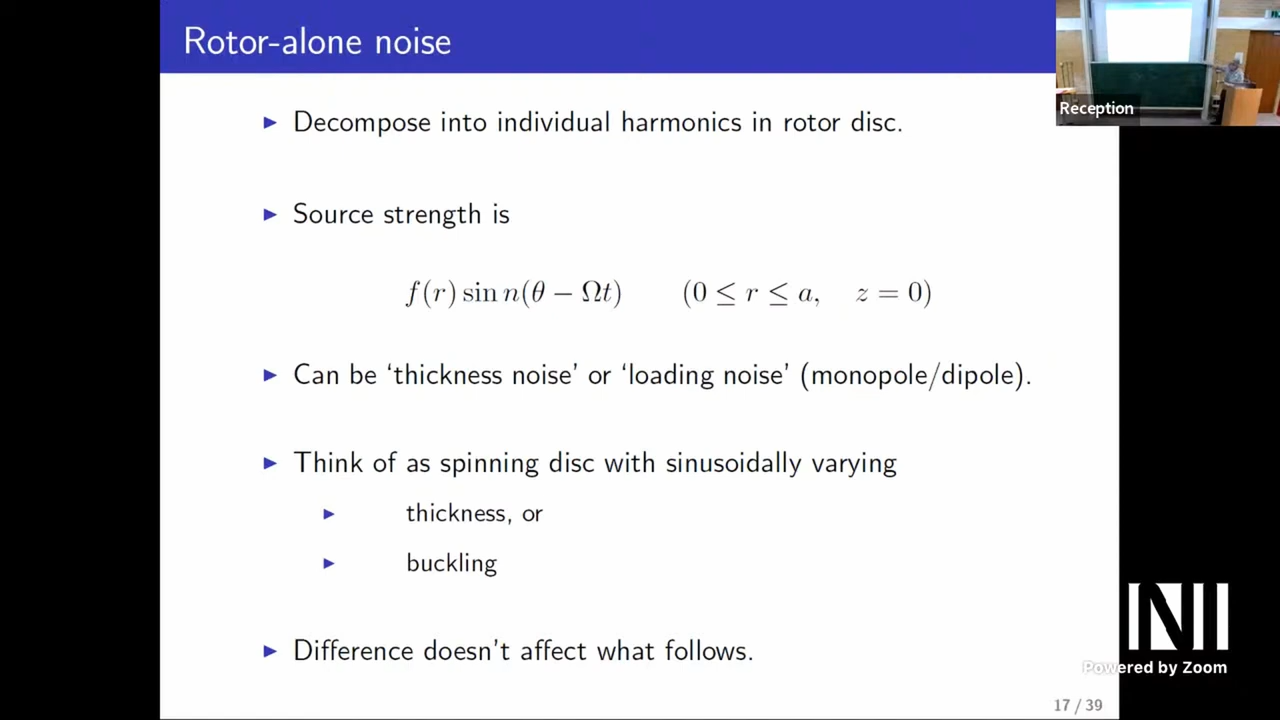 Rotor-alone noise
Reception
Decompose into individual harmonics in rotor disc.
Source strength is
f(r) sin n(θ − Ωt) (0 ≤ r ≤ a, z = 0)
Can be ‘thickness noise’ or ‘loading noise’ (monopole/dipole).
Think of as spinning disc with sinusoidally varying
thickness, or
buckling
Difference doesn’t affect what follows.
Powered by Zoom
17 / 39